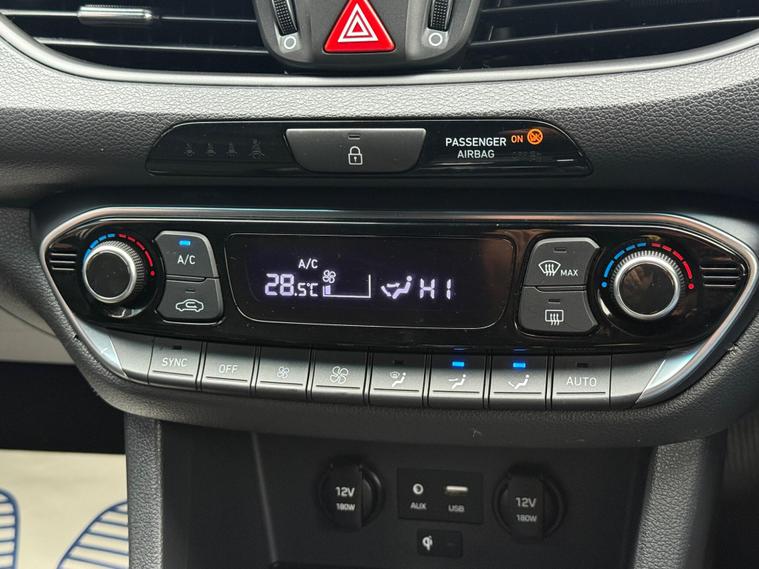 PASSENGER ON
AIRBAG
A/C
A/C
28.5°C HI
MAX
SYNC OFF AUTO
12V
180W
AUX USB
12V
180W